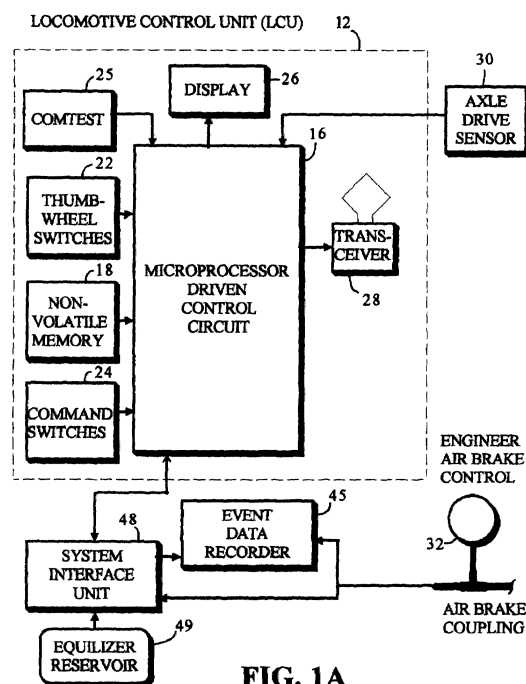 LOCOMOTIVE CONTROL UNIT (LCU)
12
25
COMTEST
DISPLAY
26
30
AXLE
DRIVE
SENSOR
22
THUMB-
WHEEL
SWITCHES
16
MICROPROCESSOR
DRIVEN
CONTROL
CIRCUIT
TRANS-
CEIVER
28
18
NON-
VOLATILE
MEMORY
24
COMMAND
SWITCHES
ENGINEER
AIR BRAKE
CONTROL
32
AIR BRAKE
COUPLING
45
EVENT
DATA
RECORDER
48
SYSTEM
INTERFACE
UNIT
EQUILIZER
RESERVOIR
49
FIG. 1A